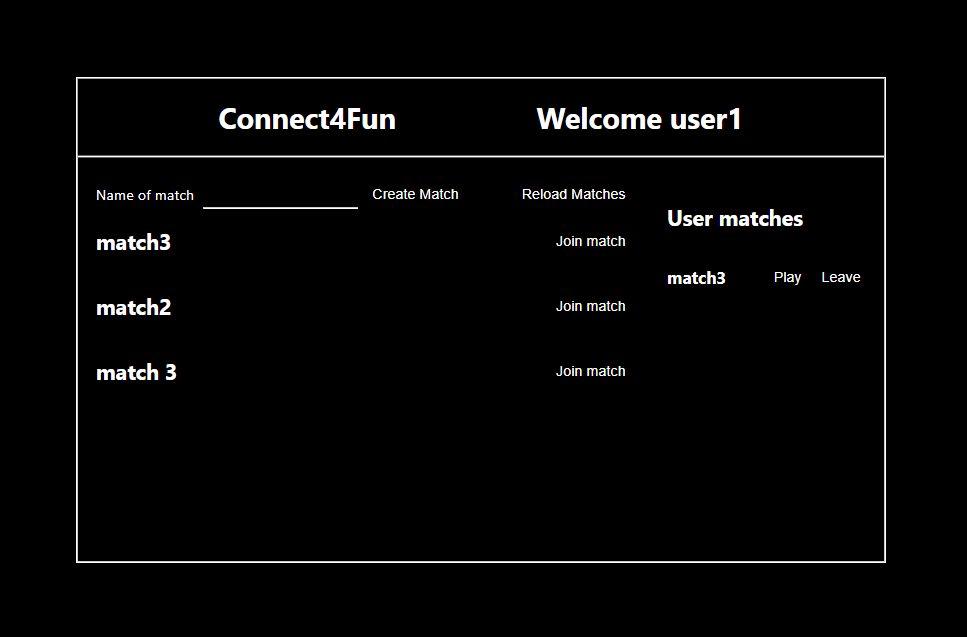 Connect4Fun Welcome user1
Name of match Create Match Reload Matches
match3 Join match
match2 Join match
match 3 Join match
User matches
match3 Play Leave